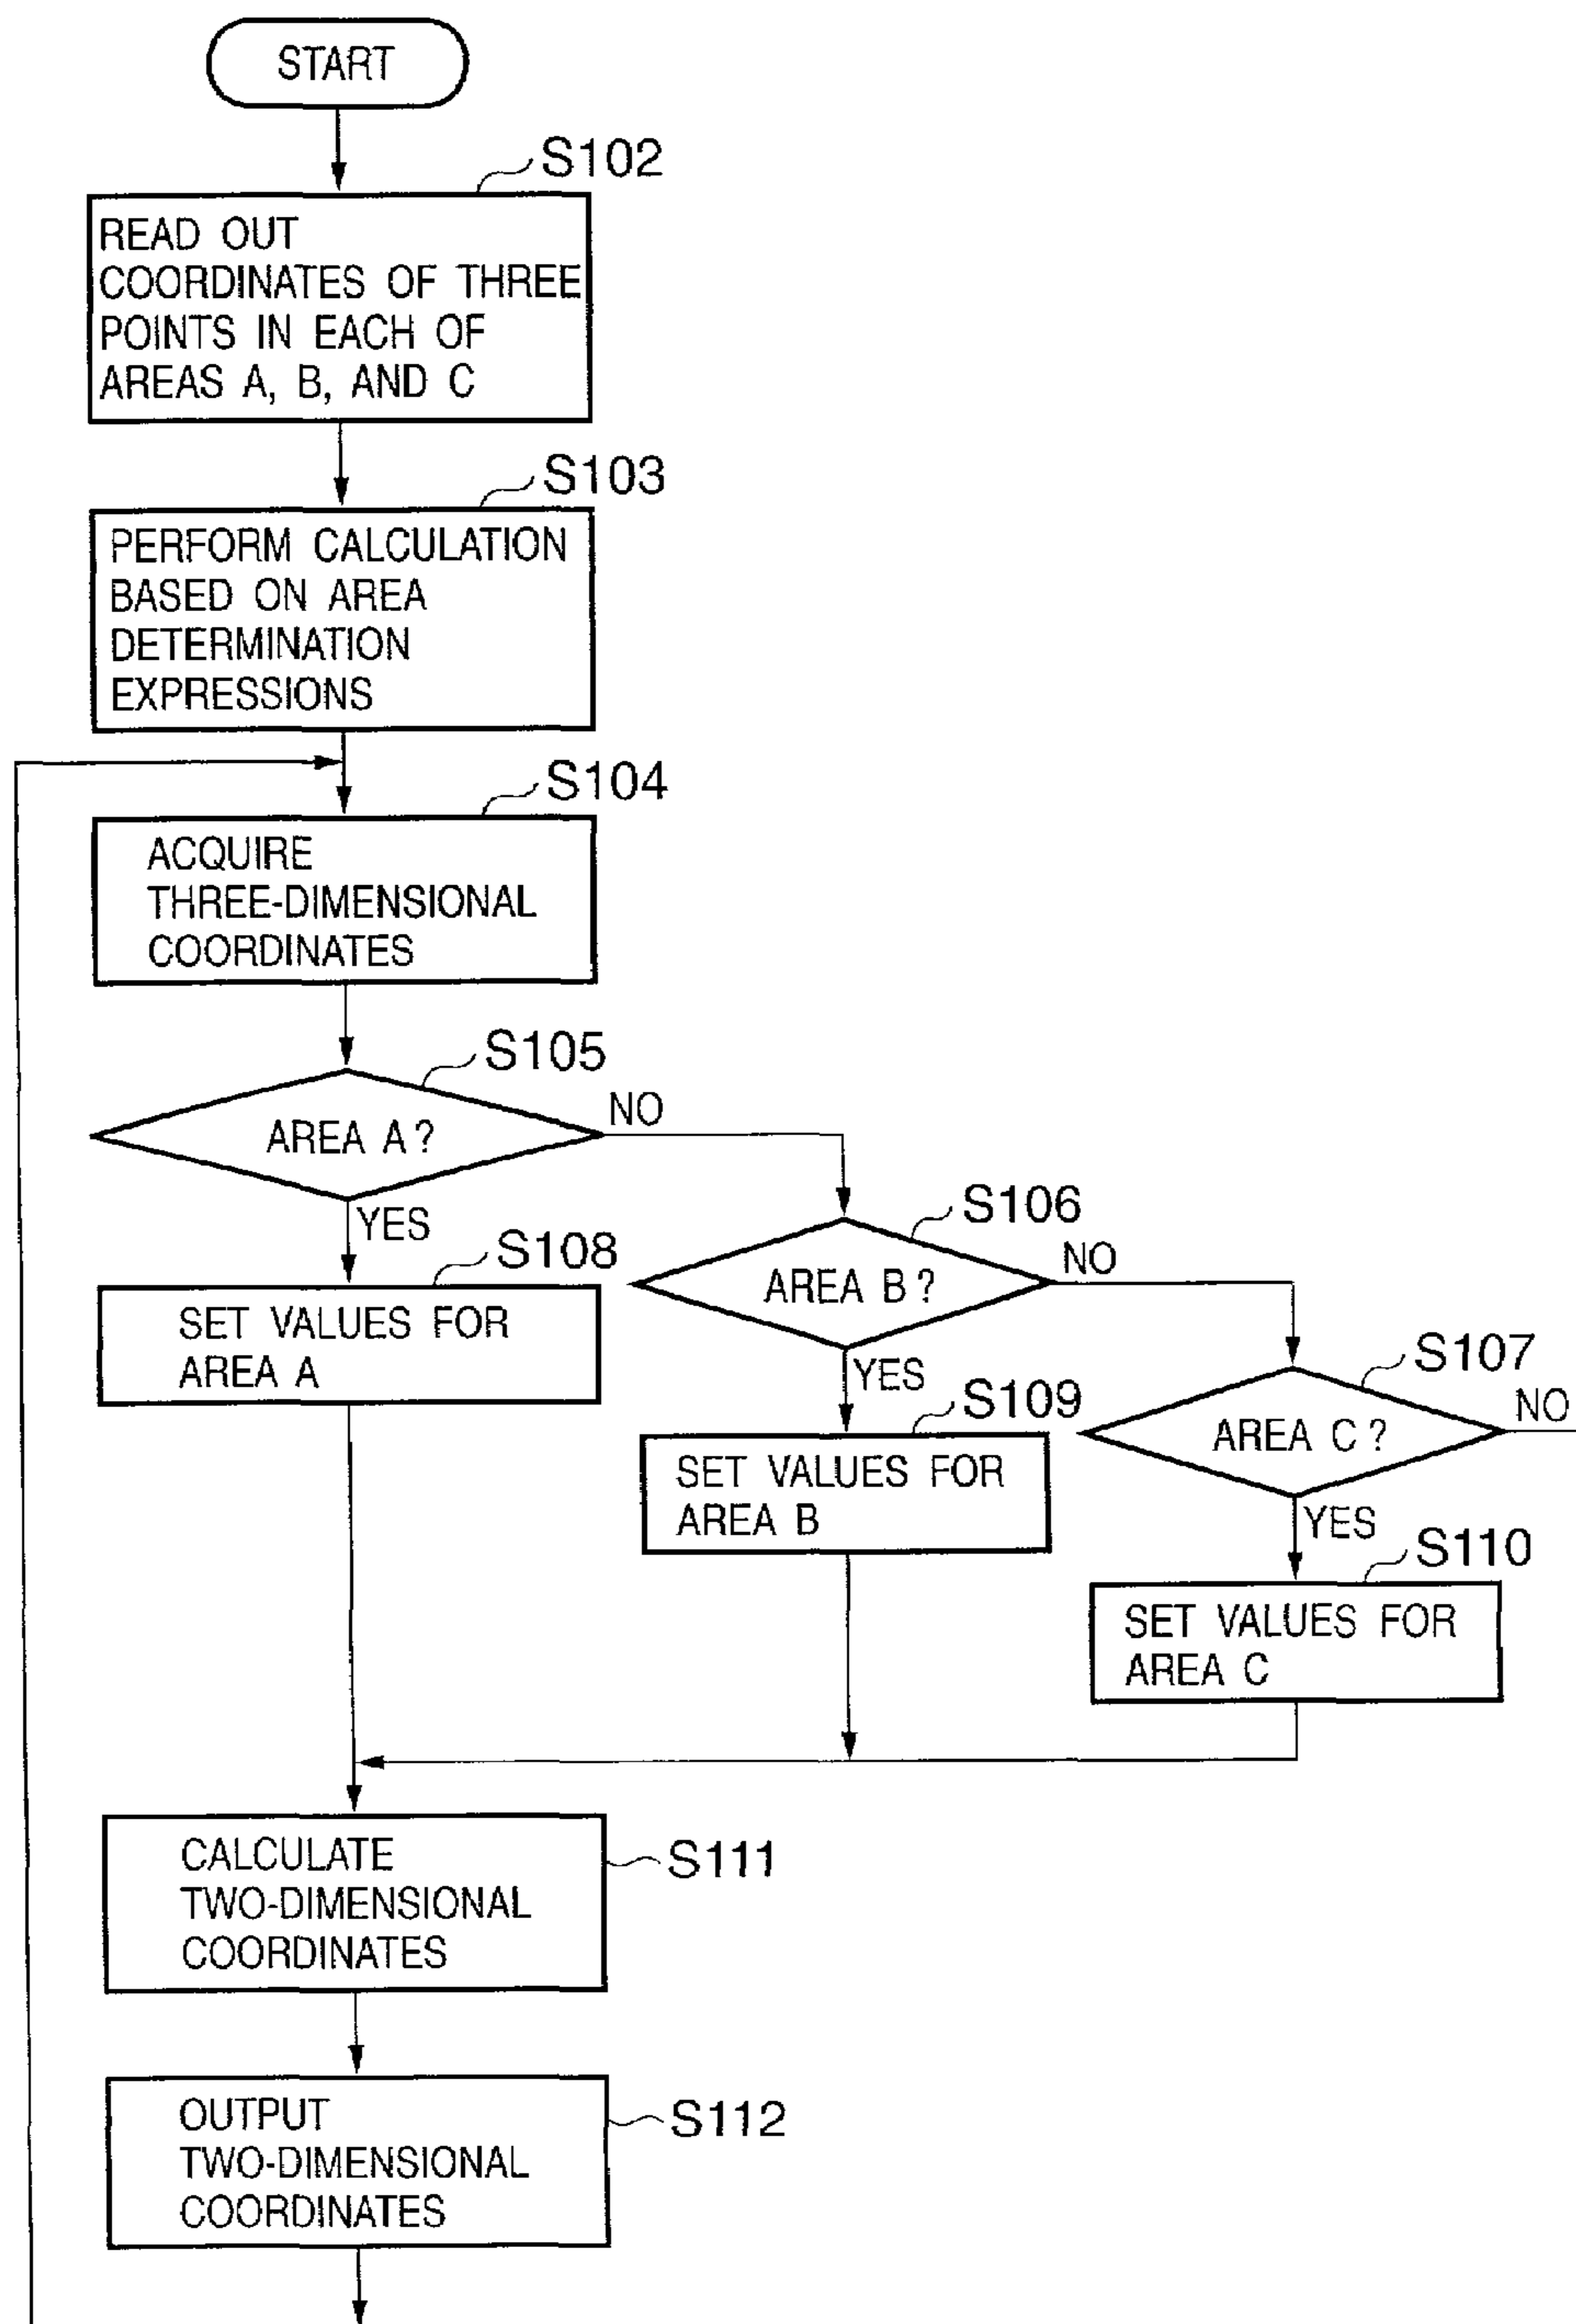 START
S102
READ OUT
COORDINATES OF THREE
POINTS IN EACH OF
AREAS A, B, AND C
S103
PERFORM CALCULATION
BASED ON AREA
DETERMINATION
EXPRESSIONS
S104
ACQUIRE
THREE-DIMENSIONAL
COORDINATES
S105
AREA A?
NO
YES
S106
AREA B?
NO
YES
S107
AREA C?
NO
YES
S108
SET VALUES FOR
AREA A
S109
SET VALUES FOR
AREA B
S110
SET VALUES FOR
AREA C
S111
CALCULATE
TWO-DIMENSIONAL
COORDINATES
S112
OUTPUT
TWO-DIMENSIONAL
COORDINATES